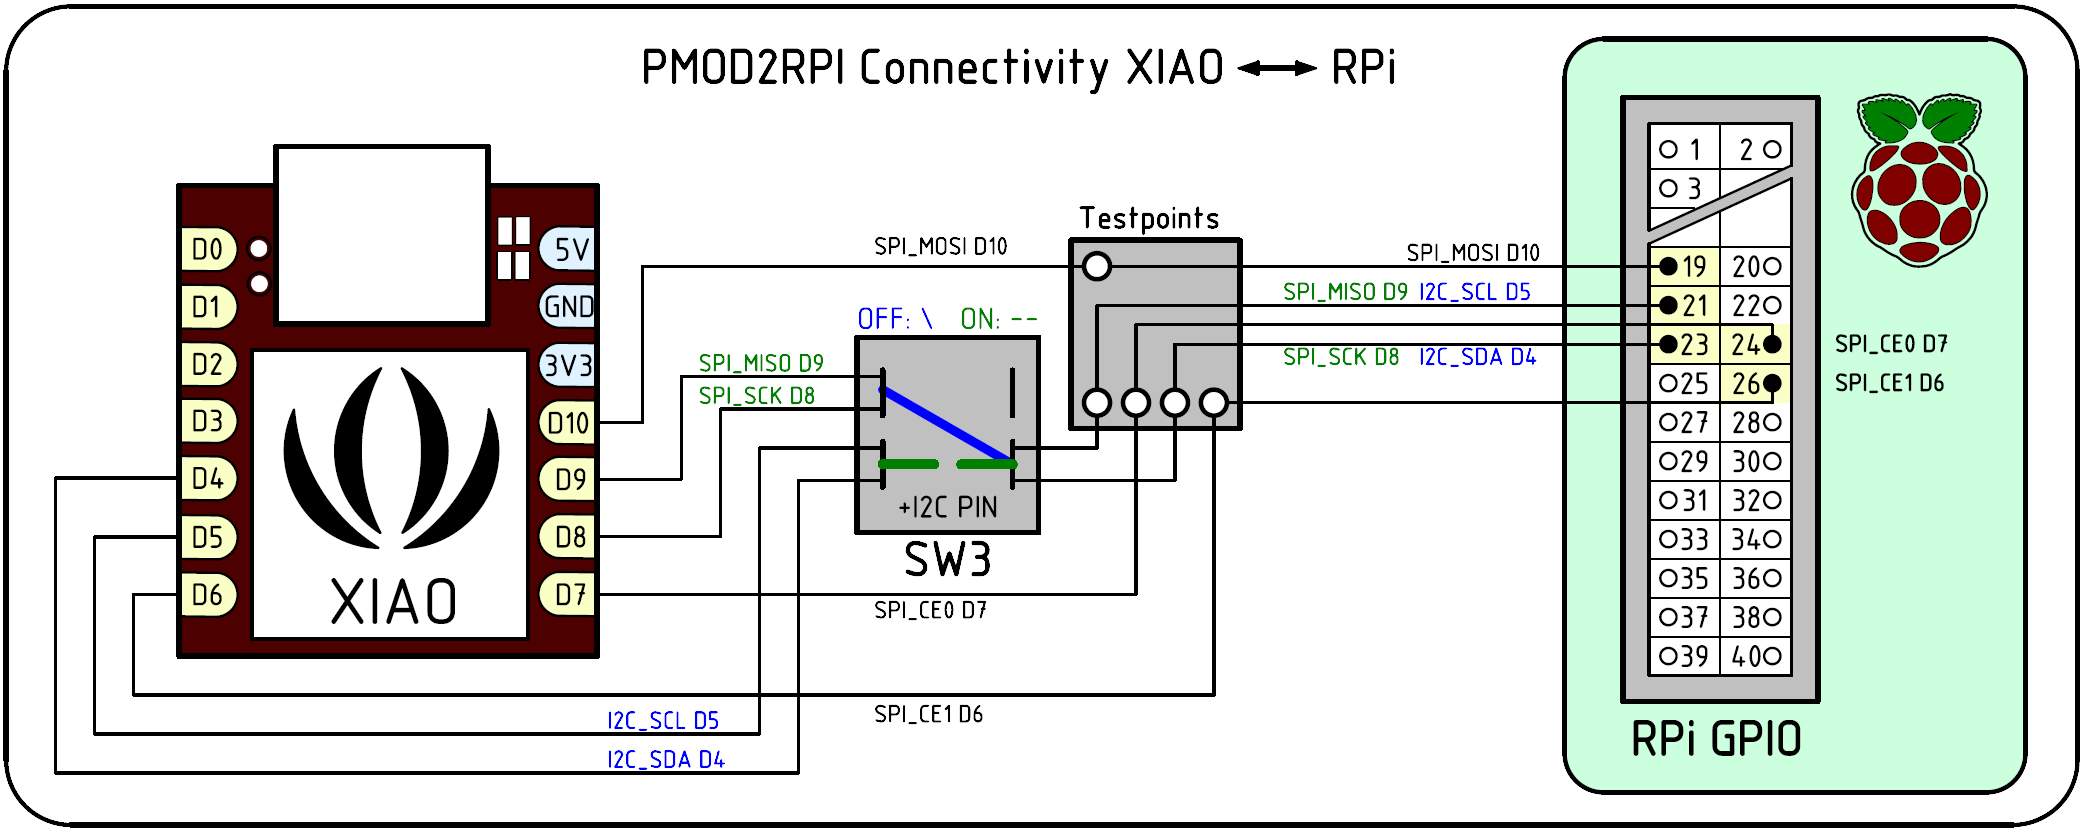 PMOD2RPI Connectivity XIAO ↔ RPi
D0
D1
D2
D3
D4
D5
D6
5V
GND
3V3
D10
D9
D8
D7
XIAO
SPI_MOSI D10
OFF: \ ON: --
SPI_MISO D9
SPI_SCK D8
+I2C PIN
SW3
SPI_CE0 D7
SPI_CE1 D6
I2C_SCL D5
I2C_SDA D4
Testpoints
SPI_MOSI D10
SPI_MISO D9 I2C_SCL D5
SPI_SCK D8 I2C_SDA D4
1 2
3
19 20
21 22
23 24
25 26
27 28
29 30
31 32
33 34
35 36
37 38
39 40
SPI_CE0 D7
SPI_CE1 D6
RPi GPIO